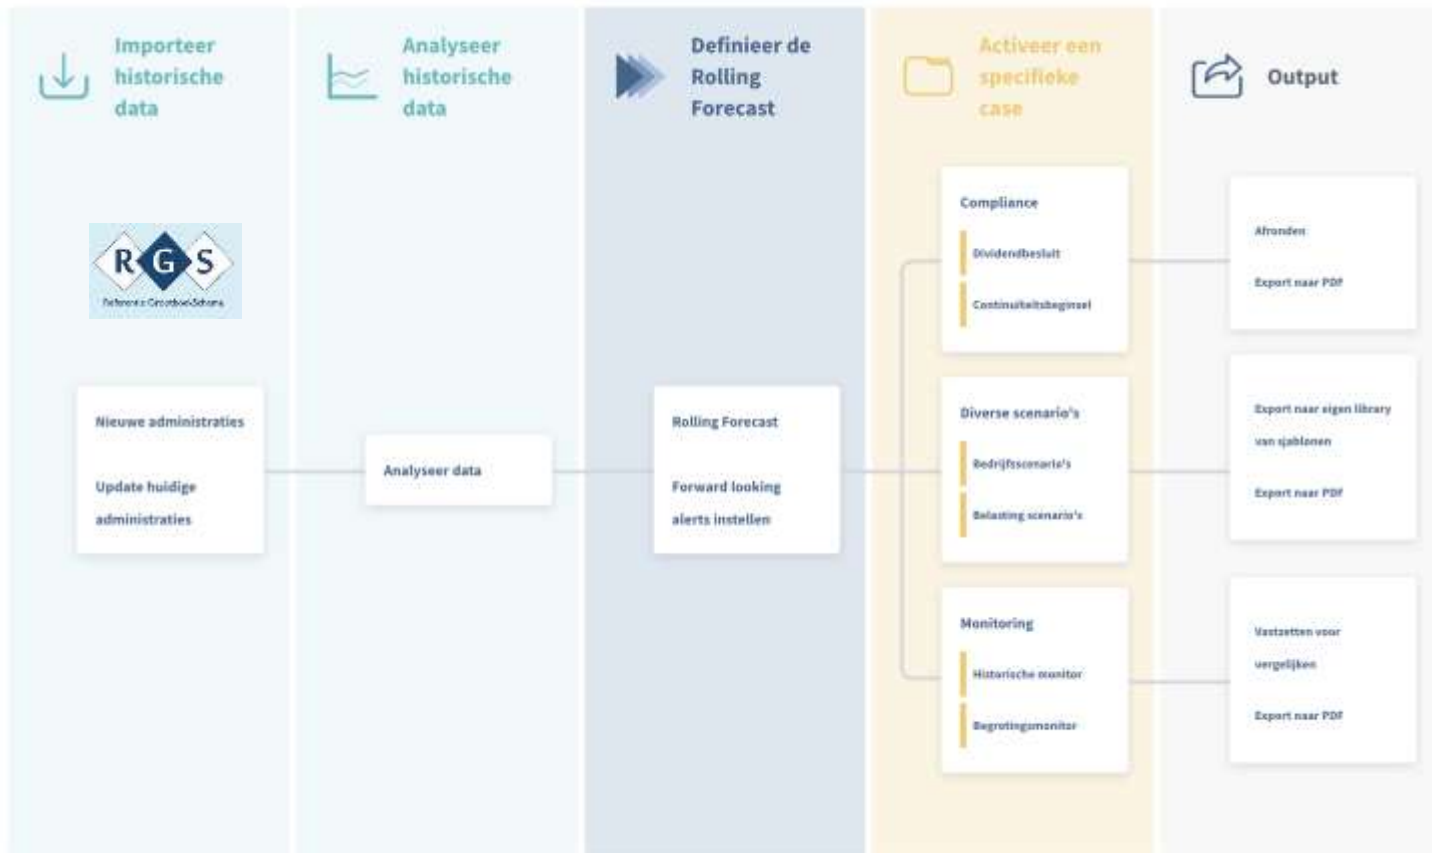 Importeer
historische
data
Analyseer
historische
data
Definieer de
Rolling
Forecast
Activeer een
specifieke
case
Output
RGS
Referentie GrootboekSchema
Nieuwe administraties
Update huidige
administraties
Analyseer data
Rolling Forecast
Forward looking
alerts instellen
Compliance
Dividendbesluit
Continuïteitsbeginsel
Diverse scenario's
Bedrijfsscenario's
Belasting scenario's
Monitoring
Historische monitor
Begrotingsmonitor
Afronden
Export naar PDF
Export naar eigen library
van sjablonen
Export naar PDF
Vastzetten voor
vergelijken
Export naar PDF